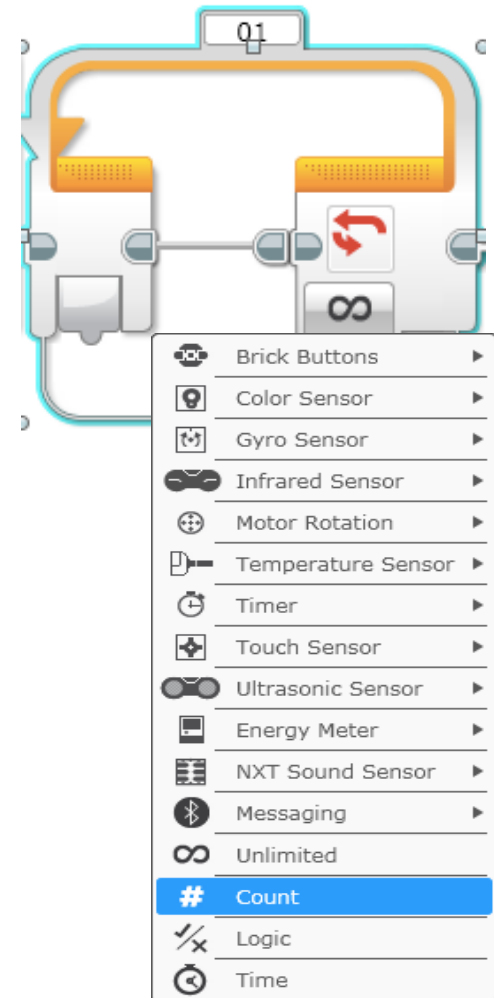 01
Brick Buttons
Color Sensor
Gyro Sensor
Infrared Sensor
Motor Rotation
Temperature Sensor
Timer
Touch Sensor
Ultrasonic Sensor
Energy Meter
NXT Sound Sensor
Messaging
Unlimited
# Count
Logic
Time